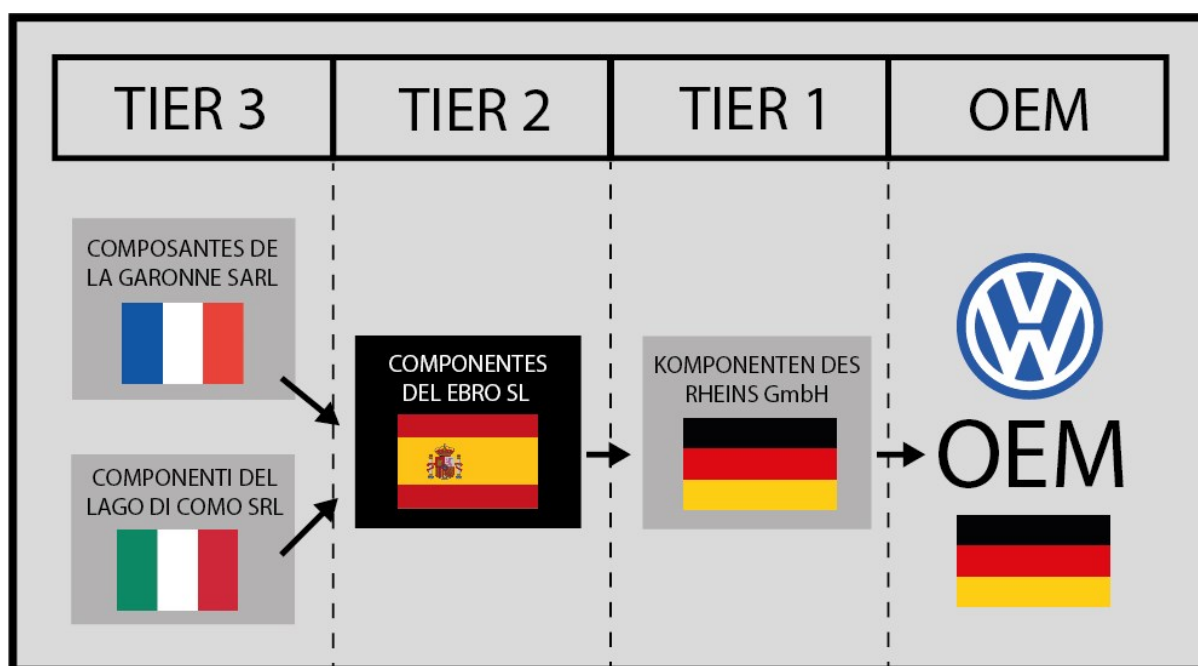 TIER 3
TIER 2
TIER 1
OEM
COMPOSANTES DE
LA GARONNE SARL
COMPONENTI DEL
LAGO DI COMO SRL
COMPONENTES
DEL EBRO SL
KOMPONENTEN DES
RHEINS GmbH
VW
OEM